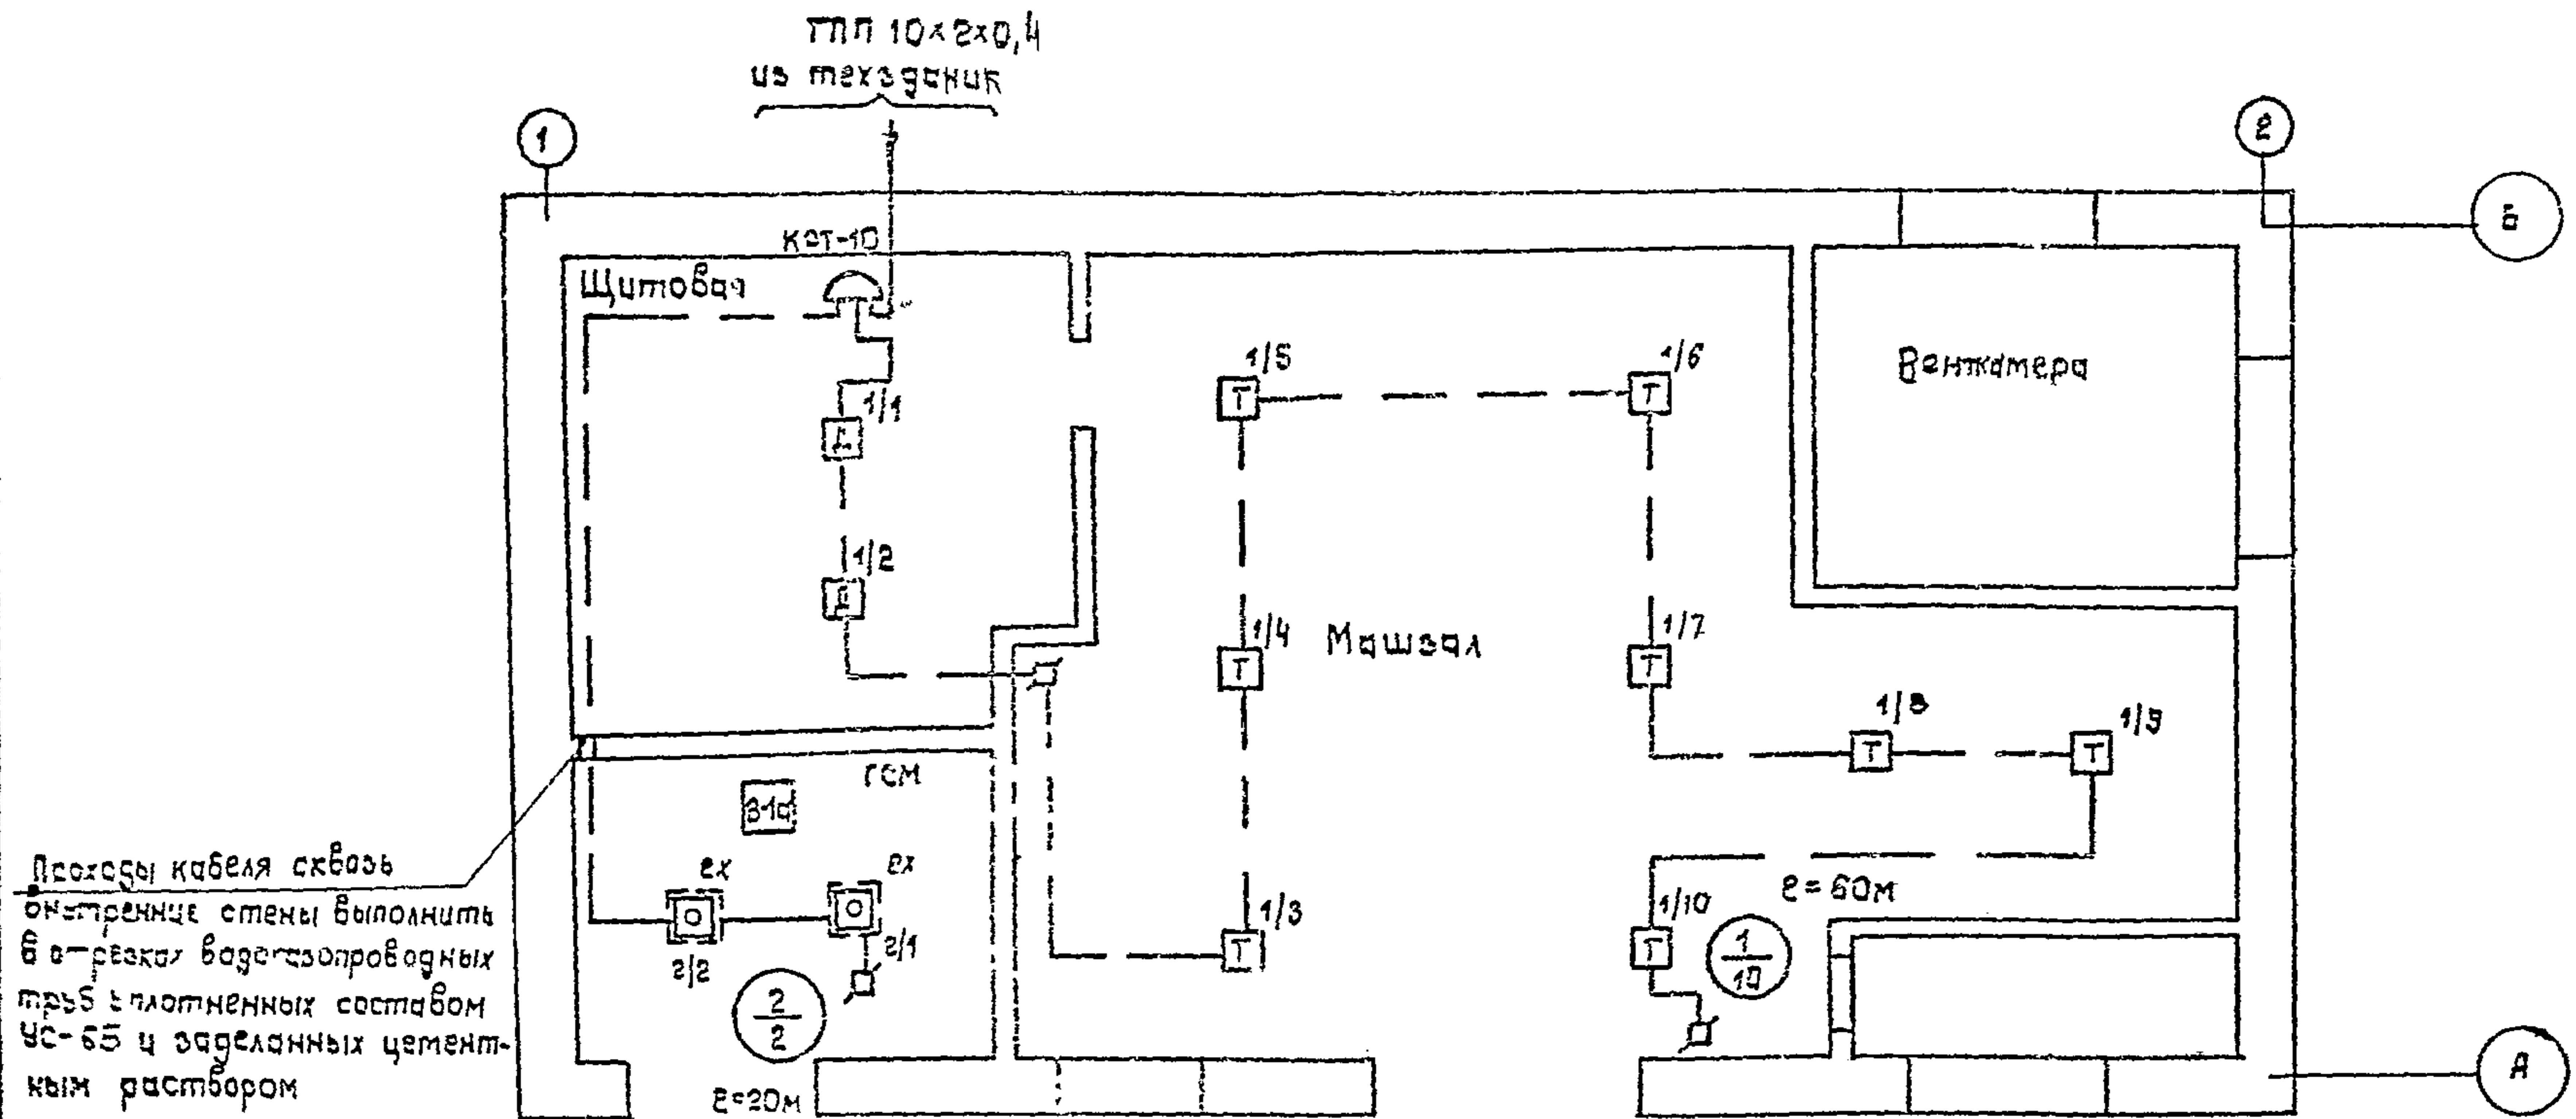 ТПП 10×2×0,4
из техздания
1
2
Б
КРТ-10
Щитовая
1/1
1/5
Т
1/6
Т
Венткамера
Д
1/2
Д
1/4
Т
Машзал
1/7
Т
1/8
Т
1/9
Т
ГСМ
В-1а
Проходы кабеля сквозь
внутренние стены выполнить
в отрезках водогазопроводных
труб уплотненных составом
УС-65 и заделанных цемент-
ным раствором
ex
ex
2/2
2/1
2
2
ℓ=20м
1/3
Т
1/10
Т
1
10
ℓ=60м
А